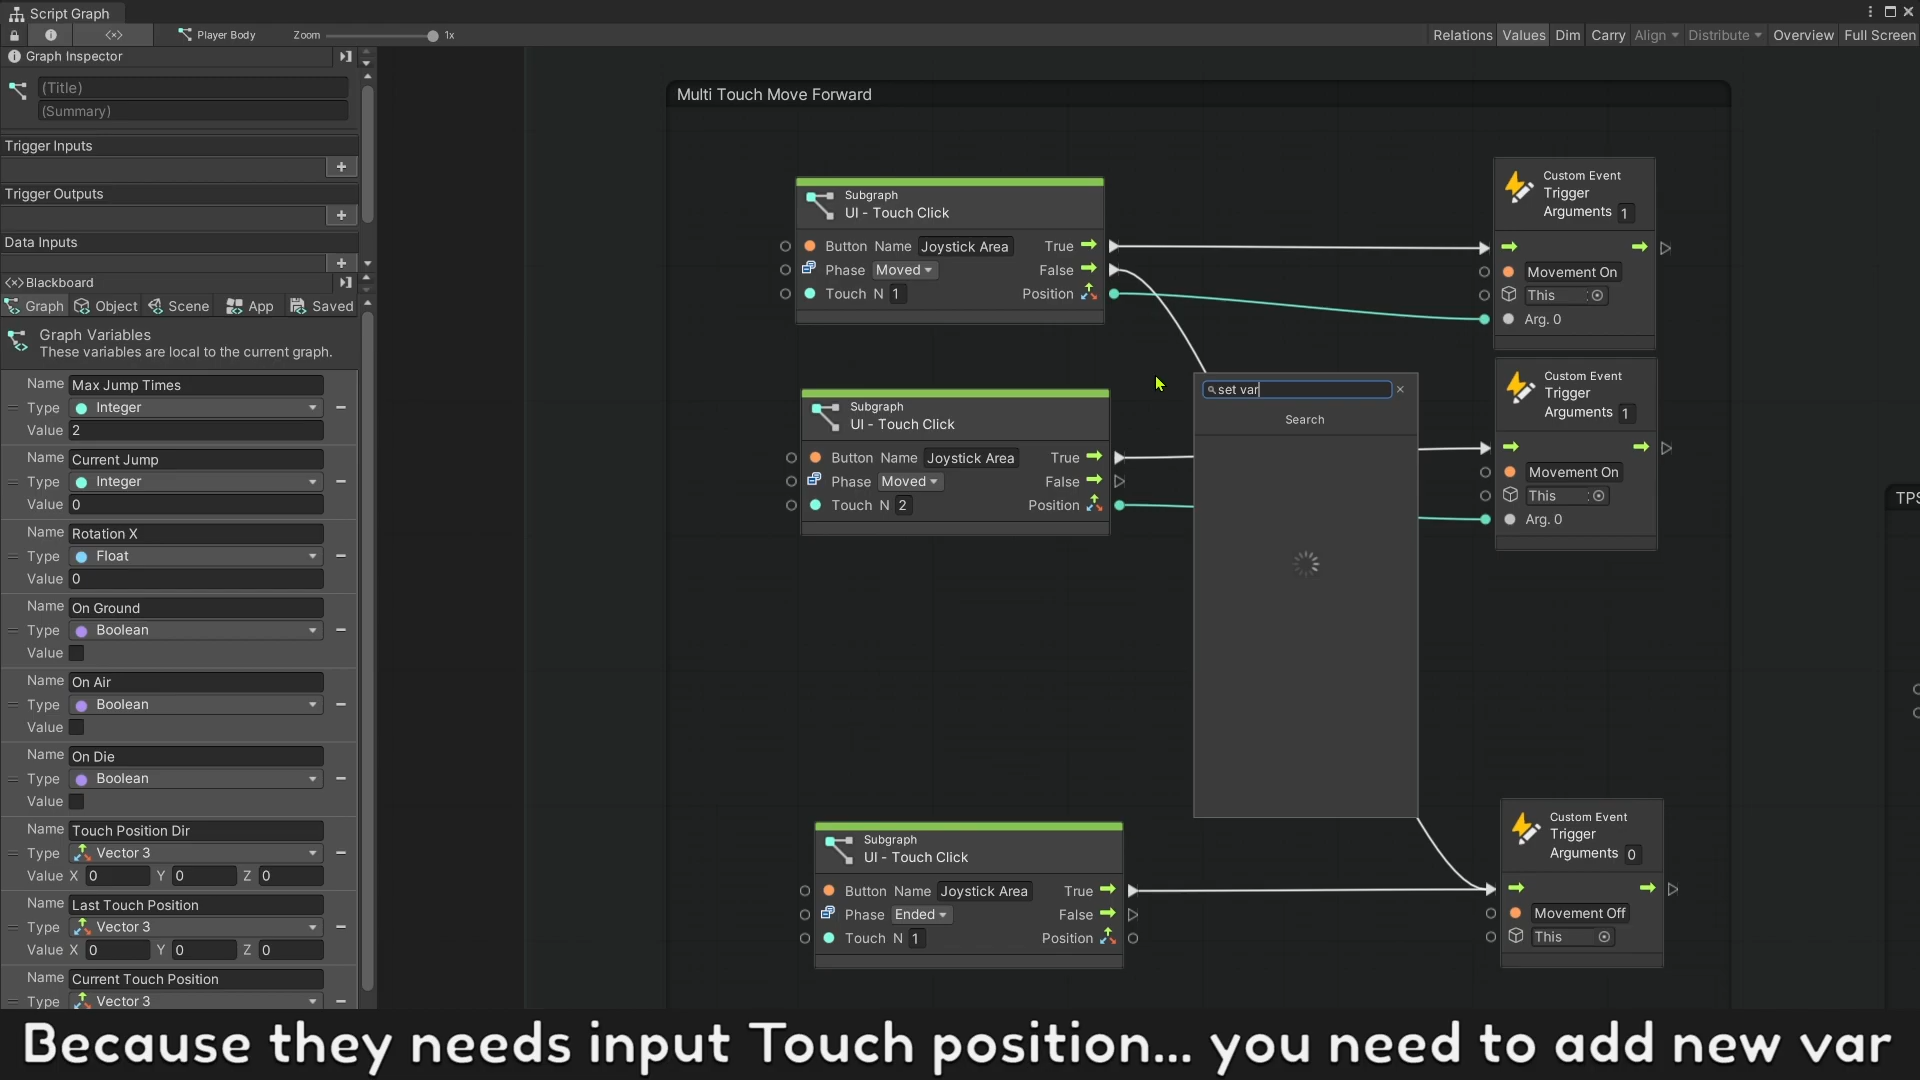 Script Graph
Player Body
Zoom
1x
Relations
Values
Dim
Carry
Align
Distribute
Overview
Full Screen
Graph Inspector
(Title)
(Summary)
Trigger Inputs
Trigger Outputs
Data Inputs
Blackboard
Graph
Object
Scene
App
Saved
Graph Variables
These variables are local to the current graph.
Name Max Jump Times
Type Integer
Value 2
Name Current Jump
Type Integer
Value 0
Name Rotation X
Type Float
Value 0
Name On Ground
Type Boolean
Value
Name On Air
Type Boolean
Value
Name On Die
Type Boolean
Value
Name Touch Position Dir
Type Vector 3
Value X 0 Y 0 Z 0
Name Last Touch Position
Type Vector 3
Value X 0 Y 0 Z 0
Name Current Touch Position
Type Vector 3
Multi Touch Move Forward
Subgraph
UI - Touch Click
Button Name Joystick Area True
Phase Moved False
Touch N 1 Position
Custom Event
Trigger
Arguments 1
Movement On
This
Arg. 0
Subgraph
UI - Touch Click
Button Name Joystick Area True
Phase Moved False
Touch N 2 Position
set var
Search
Custom Event
Trigger
Arguments 1
Movement On
This
Arg. 0
TPS
Subgraph
UI - Touch Click
Button Name Joystick Area True
Phase Ended False
Touch N 1 Position
Custom Event
Trigger
Arguments 0
Movement Off
This
Because they needs input Touch position... you need to add new var